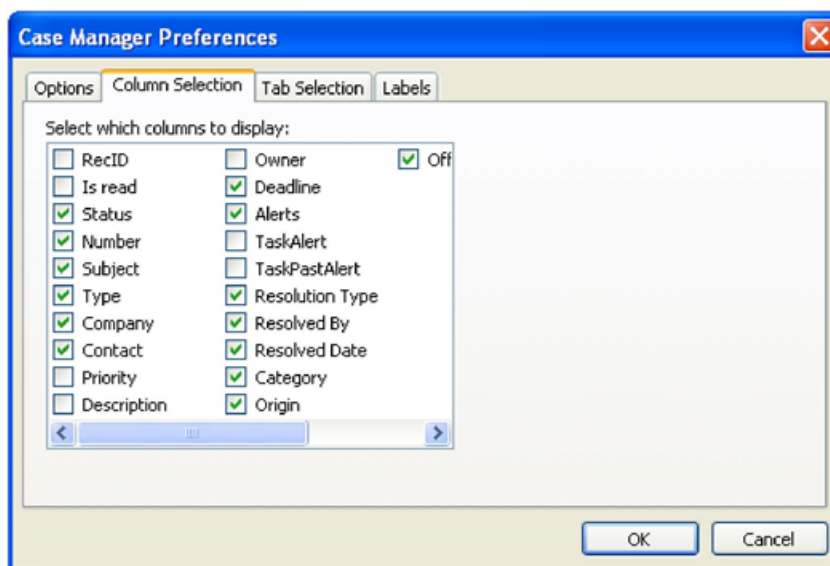 Case Manager Preferences
Options Column Selection Tab Selection Labels
Select which columns to display:
RecID Owner Off
Is read Deadline
Status Alerts
Number TaskAlert
Subject TaskPastAlert
Type Resolution Type
Company Resolved By
Contact Resolved Date
Priority Category
Description Origin
OK Cancel